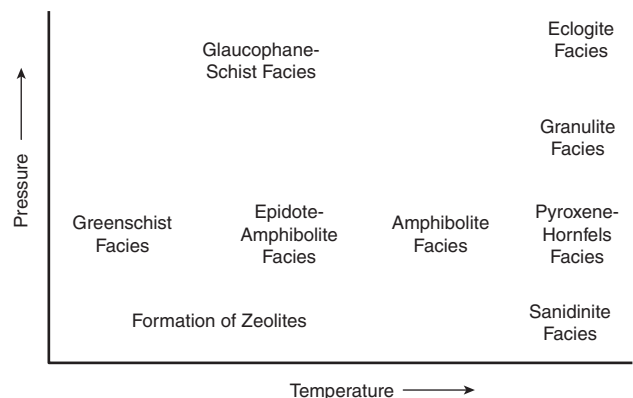 Glaucophane-
Schist Facies
Eclogite
Facies
Granulite
Facies
Pressure
Greenschist
Facies
Epidote-
Amphibolite
Facies
Amphibolite
Facies
Pyroxene-
Hornfels
Facies
Formation of Zeolites
Sanidinite
Facies
Temperature